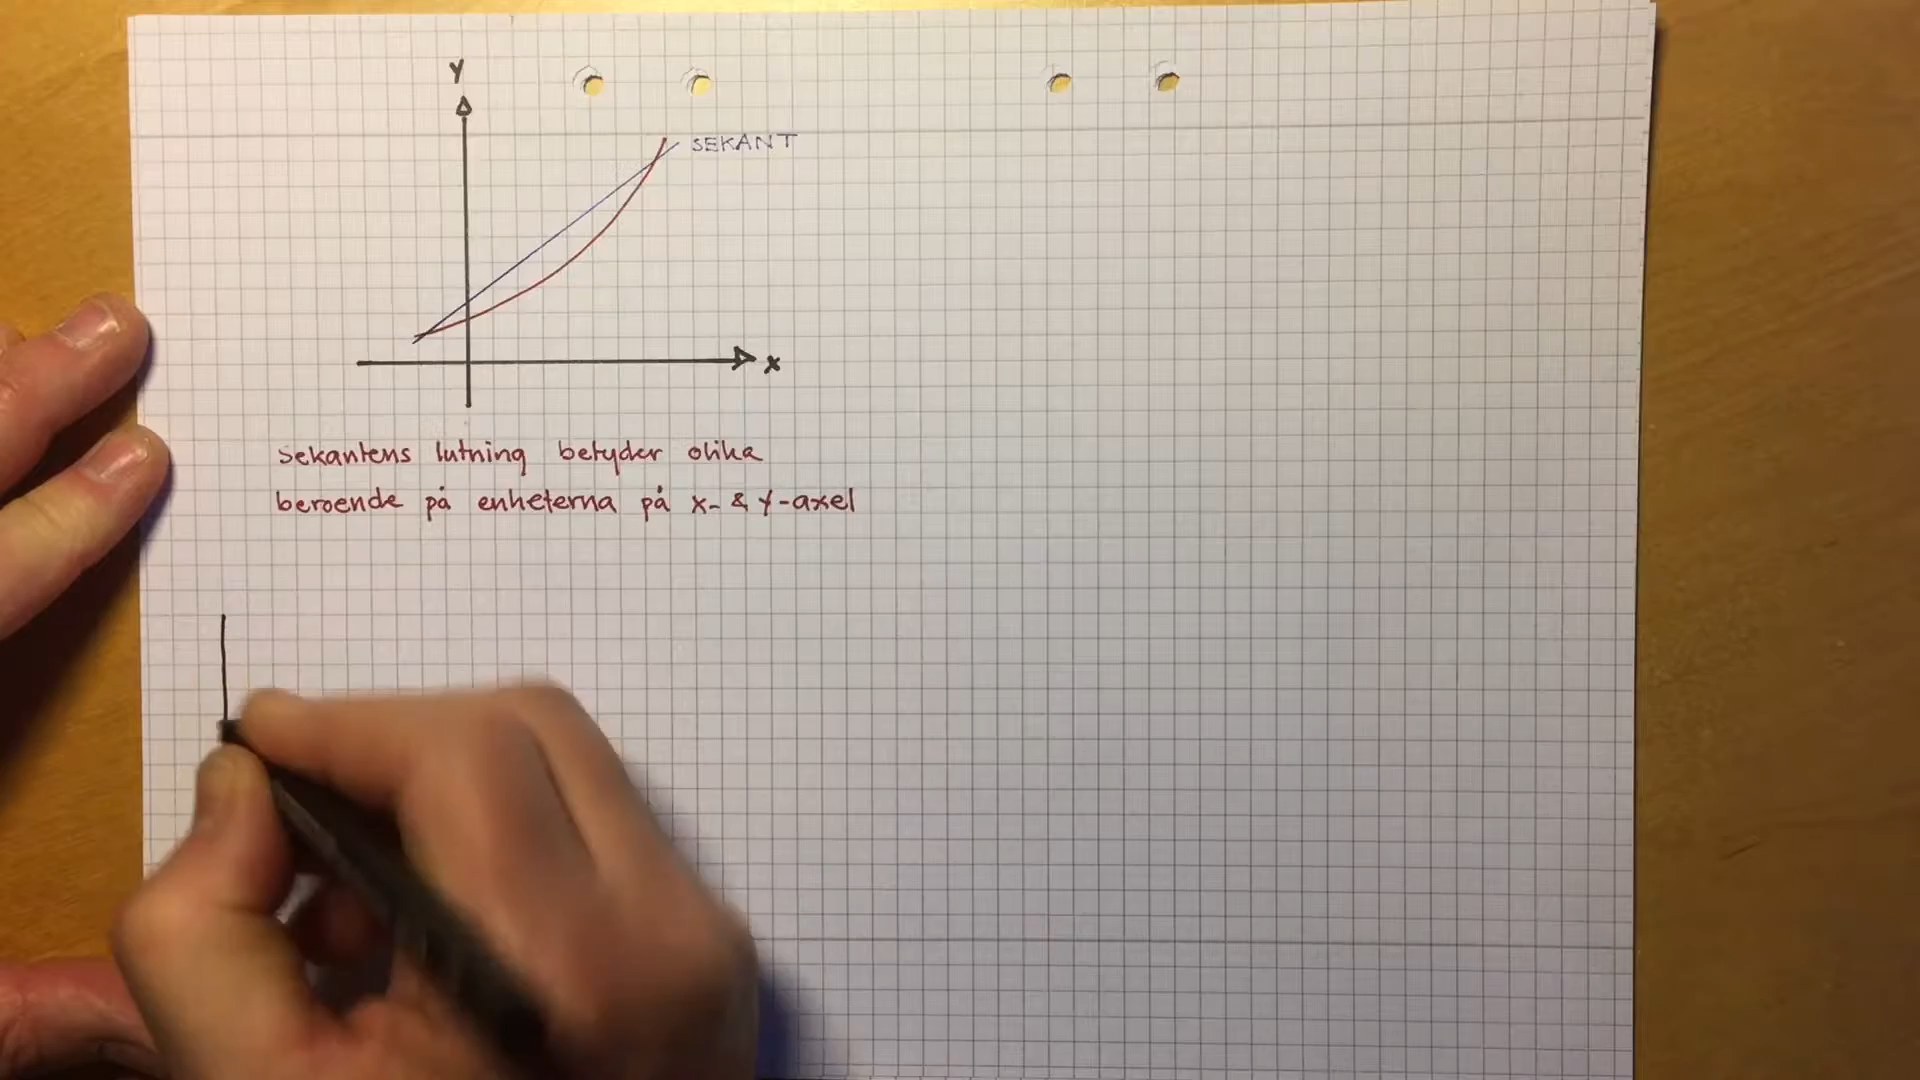 Y
SEKANT
x
Sekantens lutning betyder olika
beroende på enheterna på x- & Y-axel